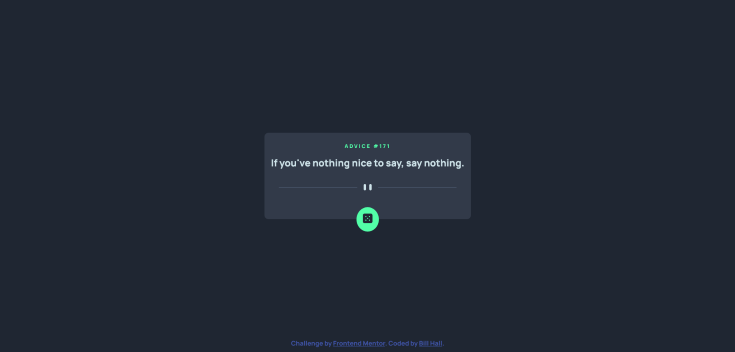 ADVICE #171
If you've nothing nice to say, say nothing.
Challenge by Frontend Mentor. Coded by Bill Hall.